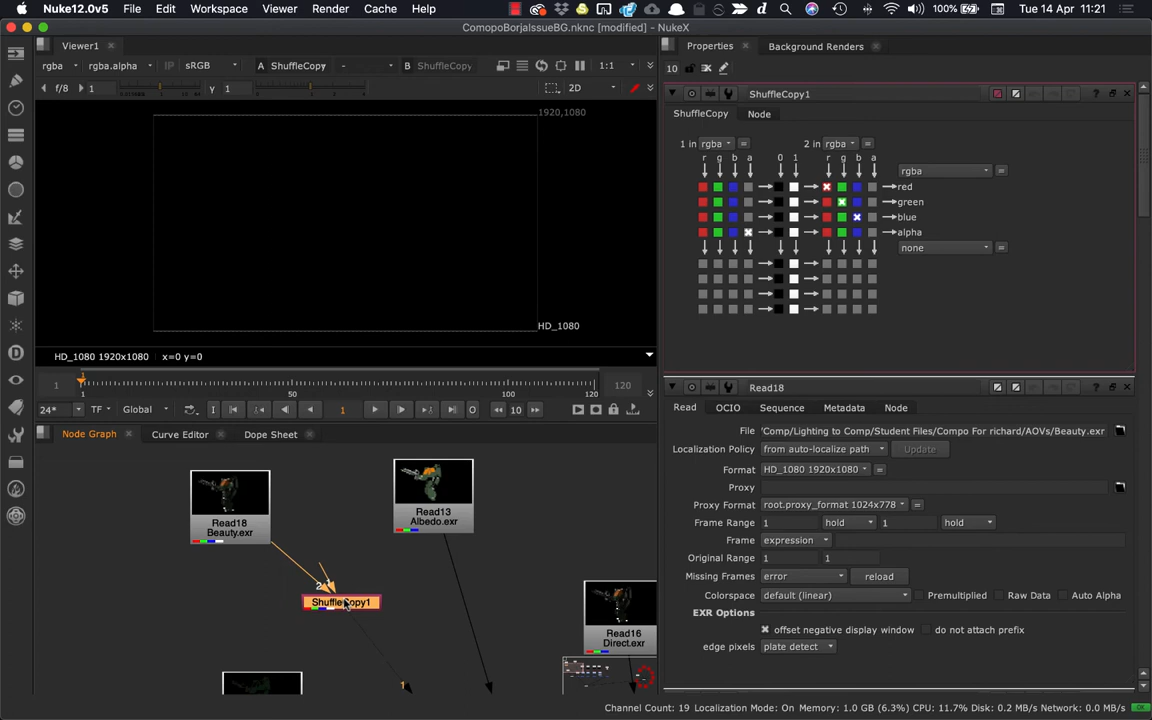 Nuke12.0v5 File Edit Workspace Viewer Render Cache Help 100% Tue 14 Apr 11:21
CompoBorjaIssueBG.nknc [modified] - NukeX
Viewer1
rgba rgba.alpha IP sRGB A ShuffleCopy - B ShuffleCopy 1:1
f/8 1 Y 1 2D
1920,1080
HD_1080
HD_1080 1920x1080 x=0 y=0
1 1 50 100 120 120
24* TF Global I 1 O 10
Node Graph Curve Editor Dope Sheet
Read18
Beauty.exr
Read13
Albedo.exr
2
ShuffleCopy1
Read16
Direct.exr
1
Properties Background Renders
10
ShuffleCopy1
ShuffleCopy Node
1 in rgba = 2 in rgba =
r g b a 0 1 r g b a
rgba =
red
green
blue
alpha
none =
Read18
Read OCIO Sequence Metadata Node
File 'Comp/Lighting to Comp/Student Files/Compo For richard/AOVs/Beauty.exr
Localization Policy from auto-localize path Update
Format HD_1080 1920x1080 =
Proxy
Proxy Format root.proxy_format 1024x778 =
Frame Range 1 hold 1 hold
Frame expression
Original Range 1 1
Missing Frames error reload
Colorspace default (linear) Premultiplied Raw Data Auto Alpha
EXR Options
offset negative display window do not attach prefix
edge pixels plate detect
Channel Count: 19 Localization Mode: On Memory: 1.0 GB (6.3%) CPU: 11.7% Disk: 0.2 MB/s Network: 0.0 MB/s OK